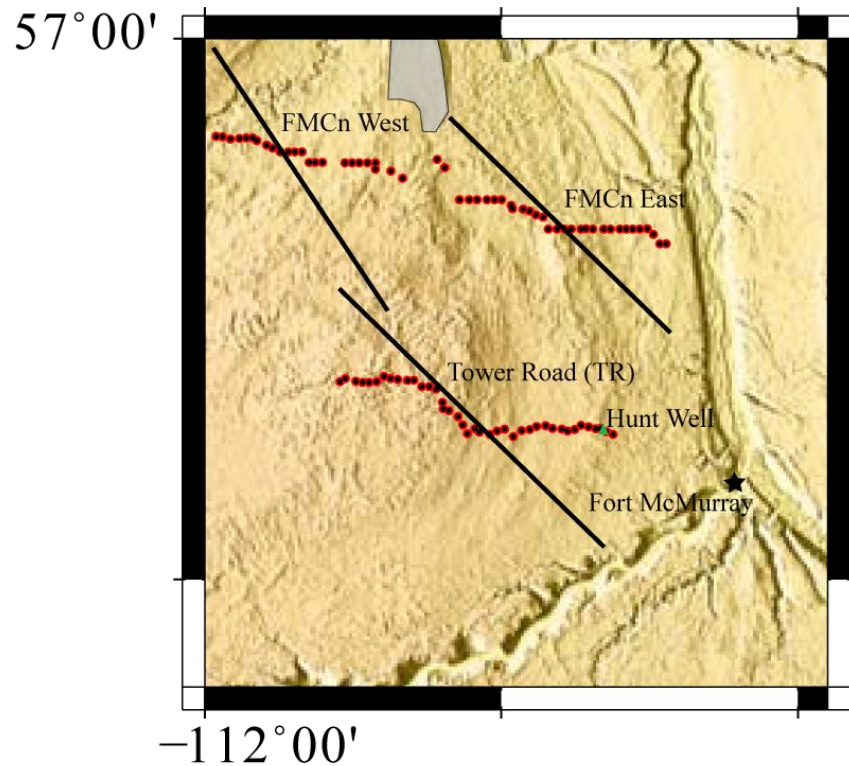 57°00'
FMCn West
FMCn East
Tower Road (TR)
Hunt Well
Fort McMurray
−112°00'